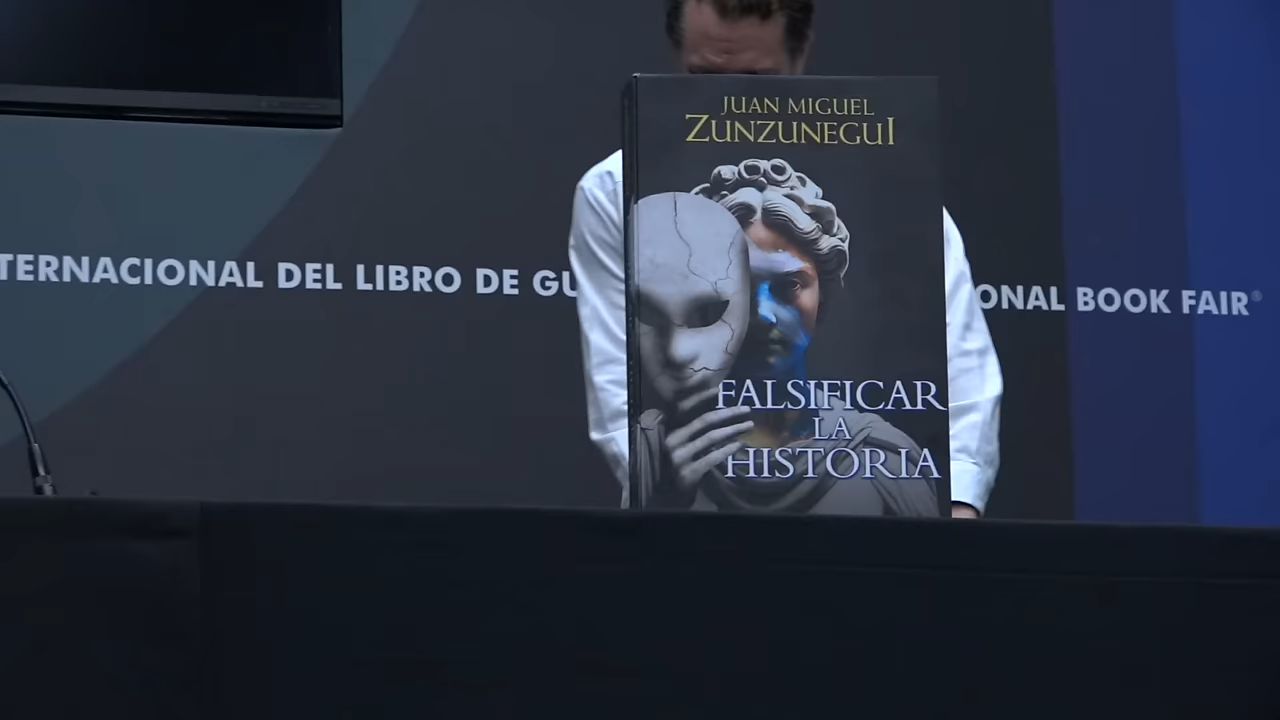 JUAN MIGUEL
ZUNZUNEGUI
TERNACIONAL DEL LIBRO DE GU
ONAL BOOK FAIR®
FALSIFICAR
LA
HISTORIA